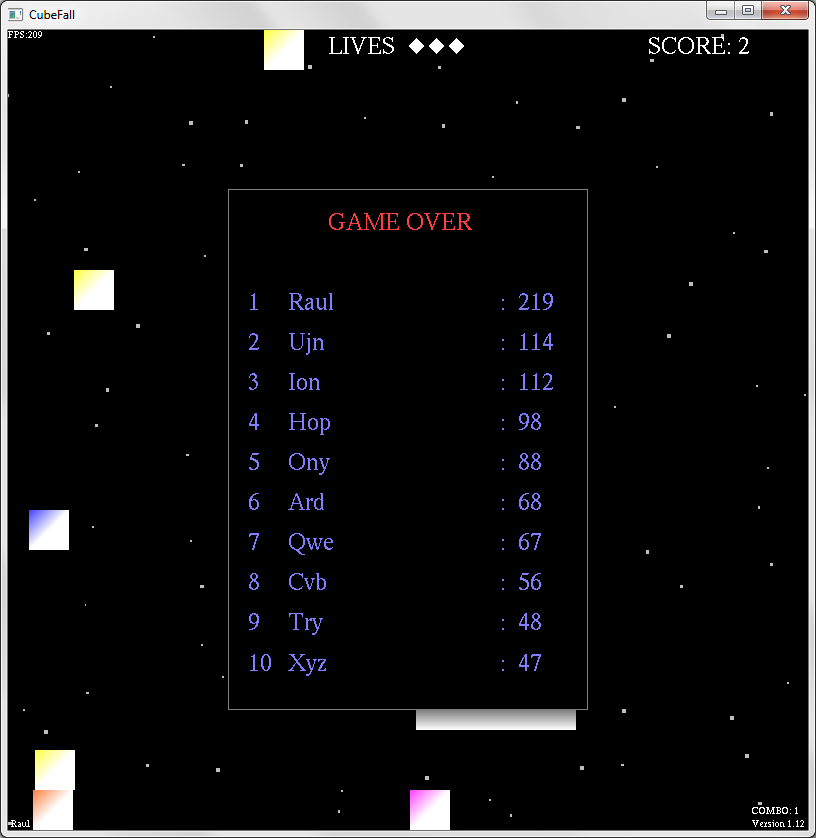 CubeFall
FPS:209
LIVES ◆◆◆ SCORE: 2
GAME OVER
1 Raul : 219
2 Ujn : 114
3 Ion : 112
4 Hop : 98
5 Ony : 88
6 Ard : 68
7 Qwe : 67
8 Cvb : 56
9 Try : 48
10 Xyz : 47
COMBO: 1
Raul Version 1.12